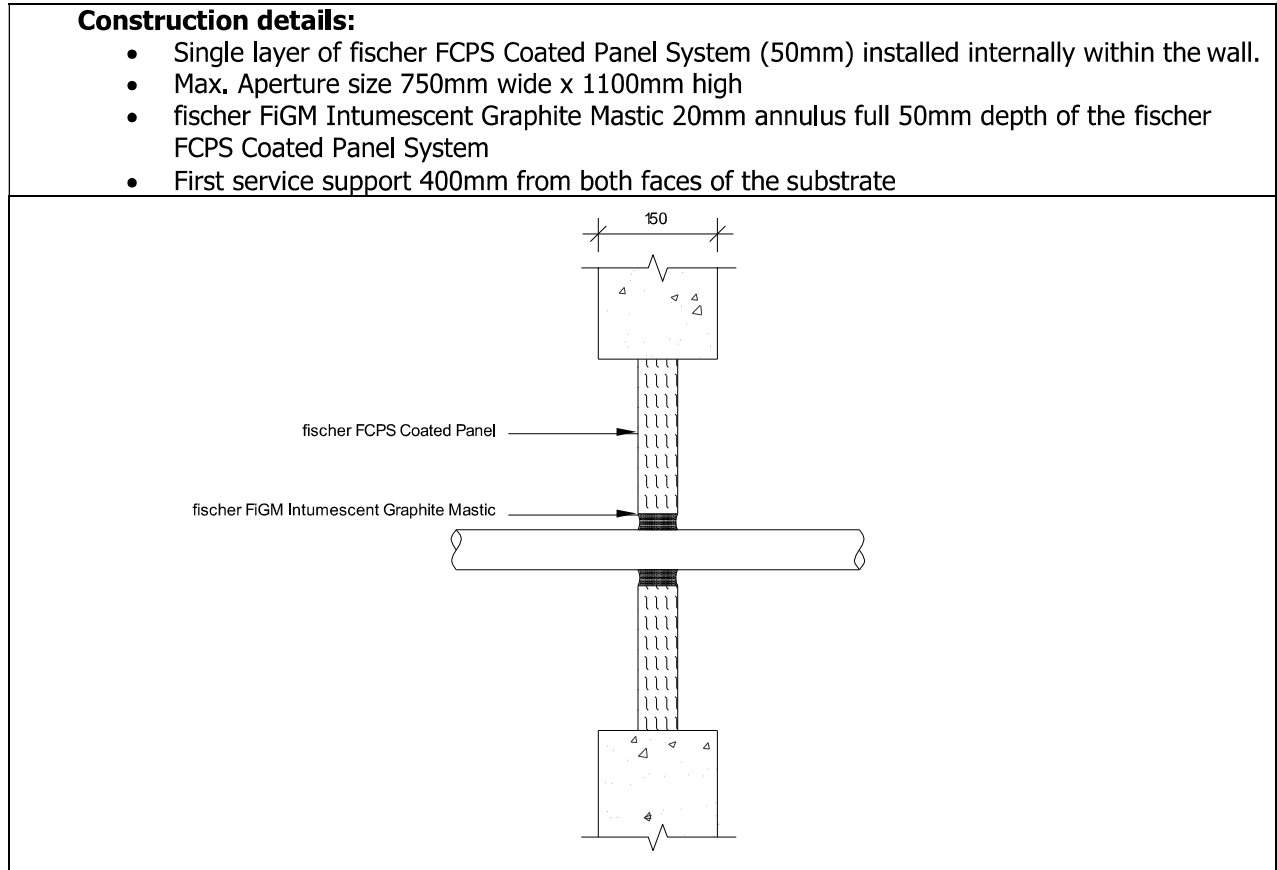 Construction details:
• Single layer of fischer FCPS Coated Panel System (50mm) installed internally within the wall.
• Max. Aperture size 750mm wide x 1100mm high
• fischer FiGM Intumescent Graphite Mastic 20mm annulus full 50mm depth of the fischer
FCPS Coated Panel System
• First service support 400mm from both faces of the substrate
150
fischer FCPS Coated Panel
fischer FiGM Intumescent Graphite Mastic